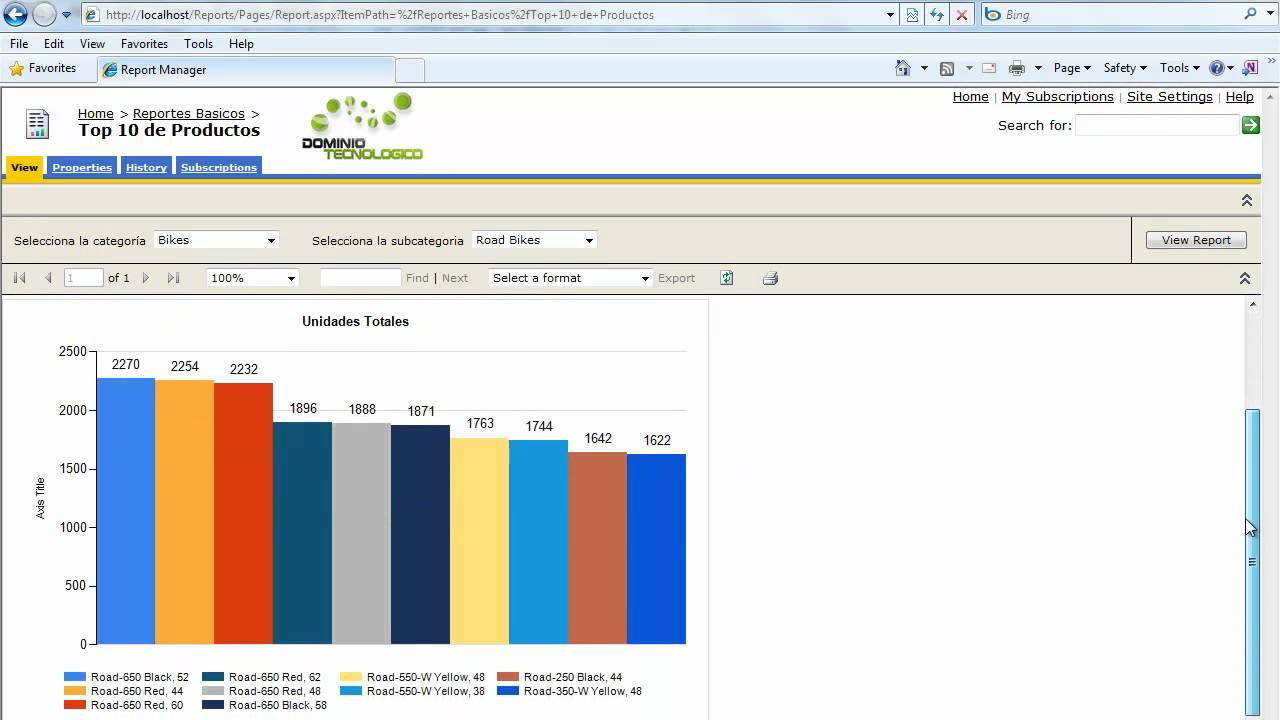 http://localhost/Reports/Pages/Report.aspx?ItemPath=%2fReportes+Basicos%2fTop+10+de+Productos
Bing
File Edit View Favorites Tools Help
Favorites
Report Manager
Page Safety Tools
Home > Reportes Basicos >
Top 10 de Productos
DOMINIO
TECNOLOGICO
Home | My Subscriptions | Site Settings | Help
Search for:
View Properties History Subscriptions
Selecciona la categoría Bikes
Selecciona la subcategoria Road Bikes
View Report
1 of 1 100% Find | Next Select a format Export
Unidades Totales
Axis Title
2500
2000
1500
1000
500
0
2270 2254 2232 1896 1888 1871 1763 1744 1642 1622
Road-650 Black, 52 Road-650 Red, 62 Road-550-W Yellow, 48 Road-250 Black, 44
Road-650 Red, 44 Road-650 Red, 48 Road-550-W Yellow, 38 Road-350-W Yellow, 48
Road-650 Red, 60 Road-650 Black, 58